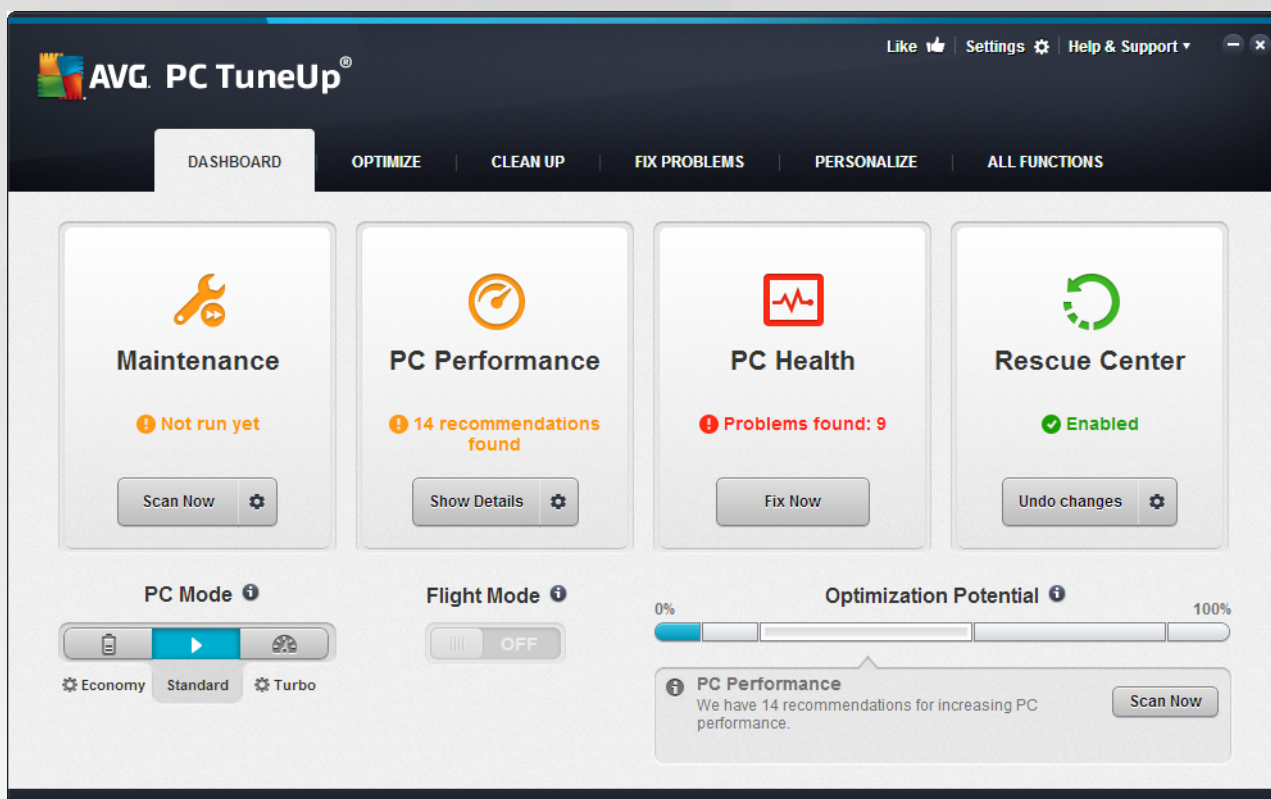 Like Settings Help & Support
AVG. PC TuneUp®
DASHBOARD OPTIMIZE CLEAN UP FIX PROBLEMS PERSONALIZE ALL FUNCTIONS
Maintenance
Not run yet
Scan Now
PC Performance
14 recommendations
found
Show Details
PC Health
Problems found: 9
Fix Now
Rescue Center
Enabled
Undo changes
PC Mode
Economy Standard Turbo
Flight Mode
OFF
Optimization Potential
0% 100%
PC Performance
We have 14 recommendations for increasing PC
performance.
Scan Now